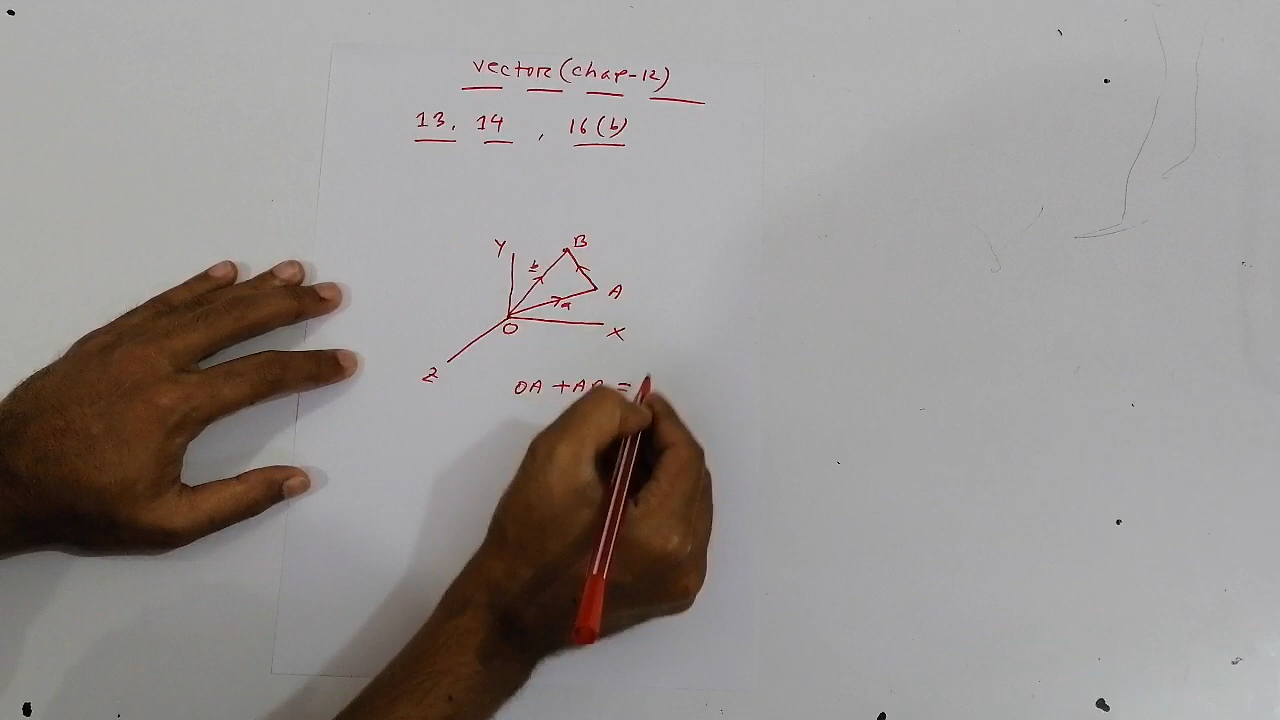 vector (chap-12)
13, 14, 16(b)
Y
B
b
A
a
O
X
Z
OA + AB =